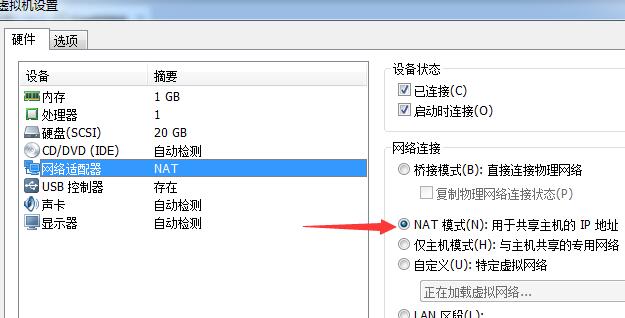 虚拟机设置
硬件 选项
设备 摘要
内存 1 GB
处理器 1
硬盘(SCSI) 20 GB
CD/DVD (IDE) 自动检测
网络适配器 NAT
USB 控制器 存在
声卡 自动检测
显示器 自动检测
设备状态
已连接(C)
启动时连接(O)
网络连接
桥接模式(B): 直接连接物理网络
复制物理网络连接状态(P)
NAT 模式(N): 用于共享主机的 IP 地址
仅主机模式(H): 与主机共享的专用网络
自定义(U): 特定虚拟网络
正在加载虚拟网络...
LAN 区段(L):